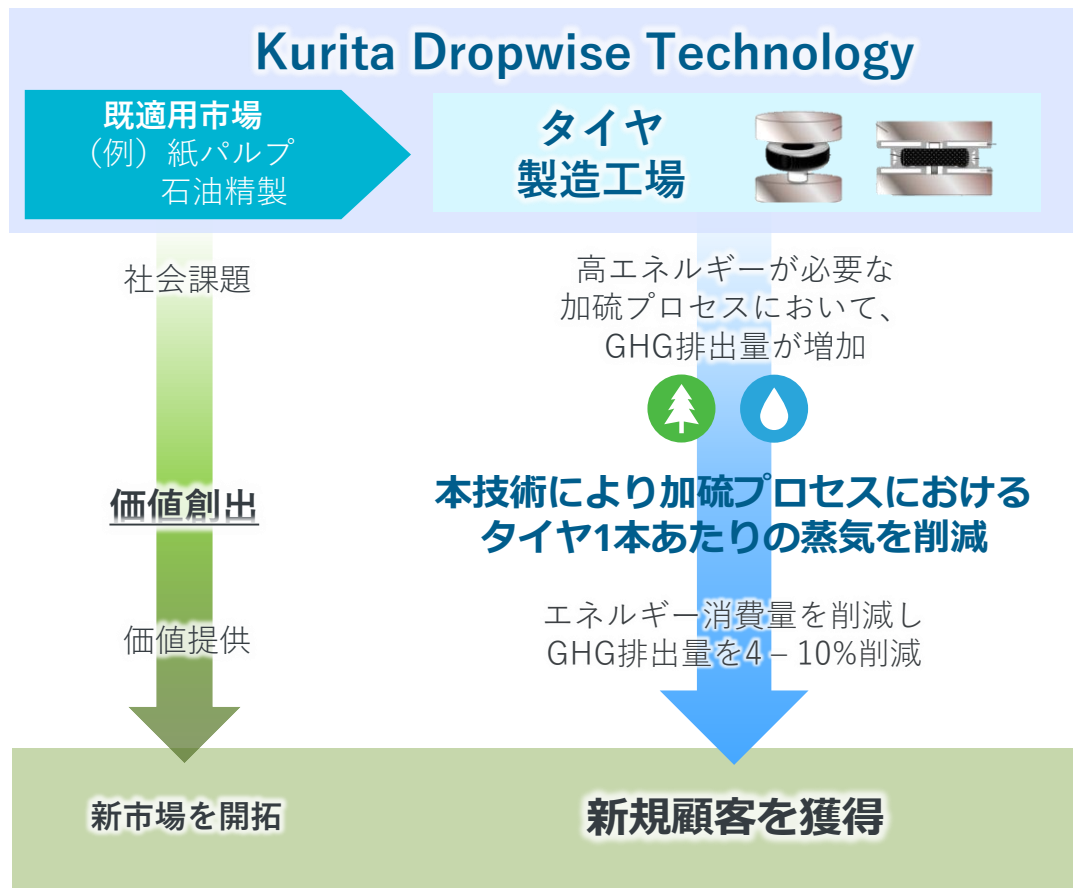 Kurita Dropwise Technology
既適用市場
（例）紙パルプ
石油精製
タイヤ
製造工場
社会課題
高エネルギーが必要な
加硫プロセスにおいて、
GHG排出量が増加
価値創出
本技術により加硫プロセスにおける
タイヤ1本あたりの蒸気を削減
価値提供
エネルギー消費量を削減し
GHG排出量を4 – 10%削減
新市場を開拓
新規顧客を獲得